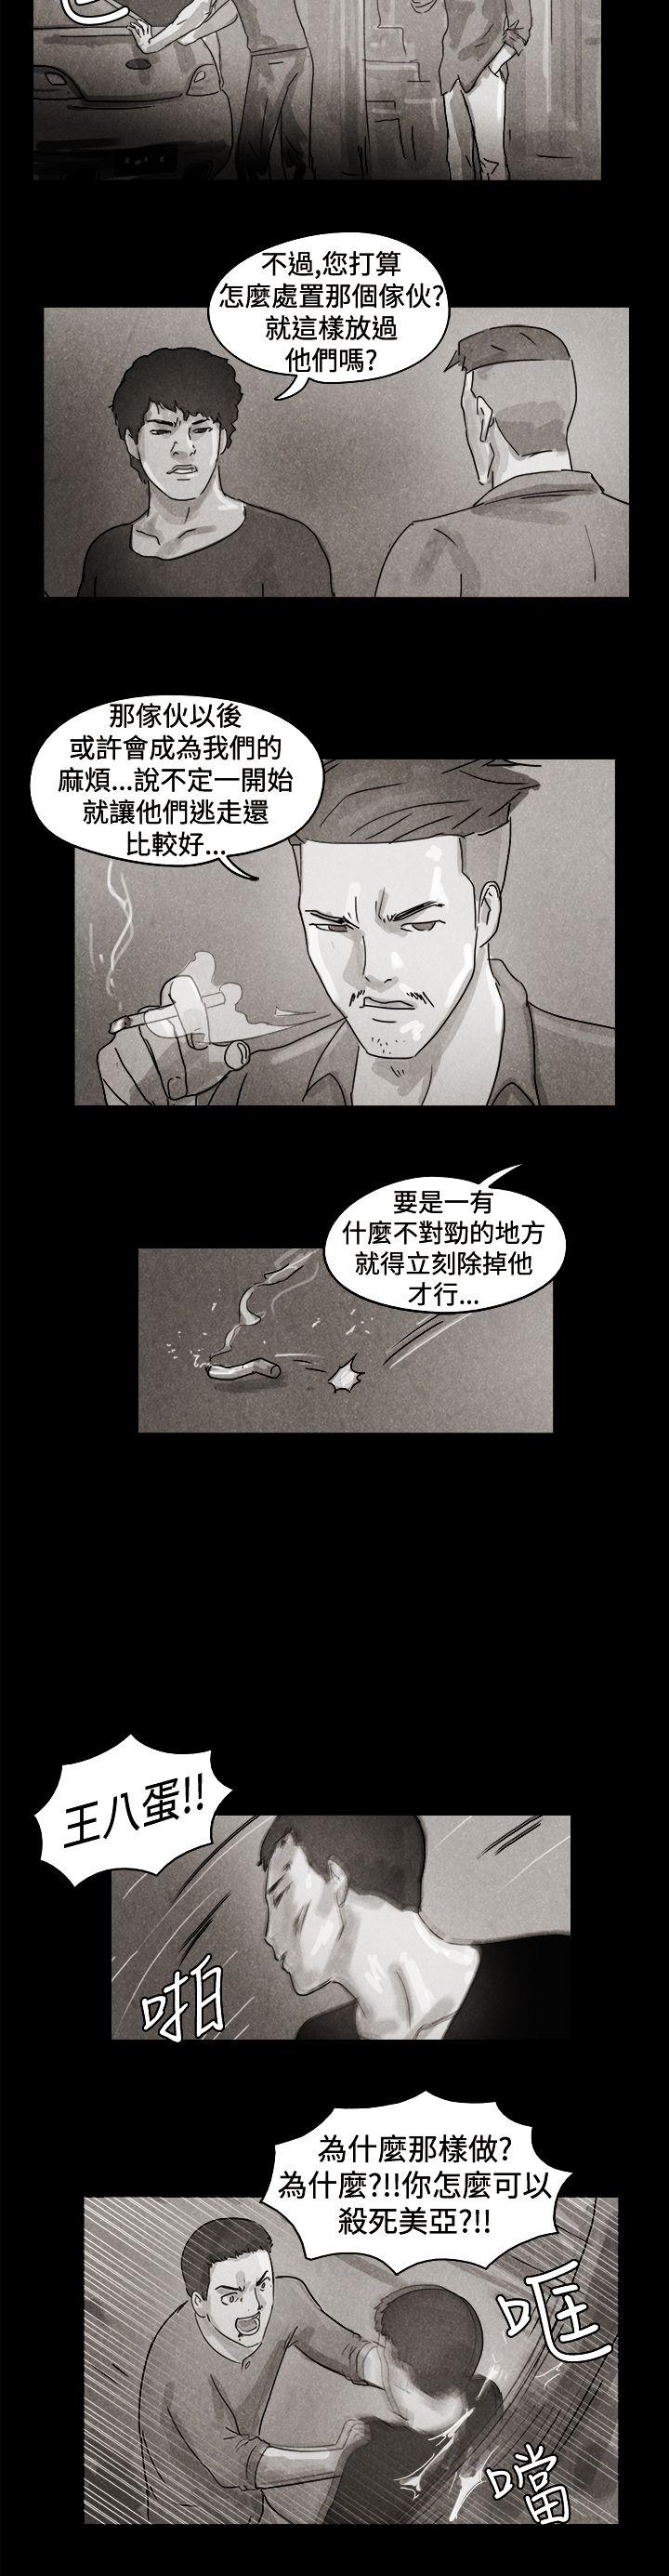 不過,您打算
怎麼處置那個傢伙?
就這樣放過
他們嗎?
那傢伙以後
或許會成為我們的
麻煩...說不定一開始
就讓他們逃走還
比較好...
要是一有
什麼不對勁的地方
就得立刻除掉他
才行...
王八蛋!!
啪
為什麼那樣做?
為什麼?!!你怎麼可以
殺死美亞?!!
哐
噹